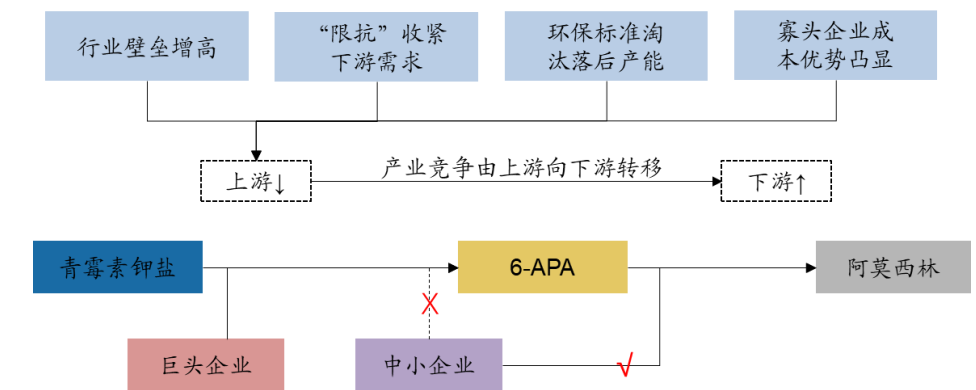 行业壁垒增高
“限抗”收紧
下游需求
环保标准淘
汰落后产能
寡头企业成
本优势凸显
上游↓
产业竞争由上游向下游转移
下游↑
青霉素钾盐
6-APA
阿莫西林
X
巨头企业
中小企业
√